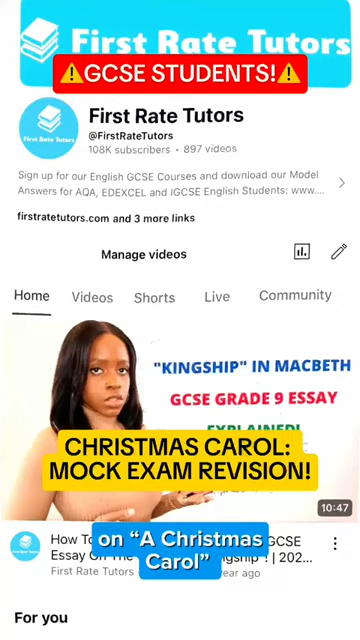 First Rate Tutors
⚠️GCSE STUDENTS!⚠️
First Rate Tutors
First Rate Tutors
@FirstRateTutors
108K subscribers • 897 videos
Sign up for our English GCSE Courses and download our Model
Answers for AQA, EDEXCEL and IGCSE English Students: www....
firstratetutors.com and 3 more links
Manage videos
Home Videos Shorts Live Community
"KINGSHIP" IN MACBETH
GCSE GRADE 9 ESSAY
EXPLAINED!
CHRISTMAS CAROL:
MOCK EXAM REVISION!
10:47
How To GCSE
Essay On The ngship"! | 202...
First Rate Tutors year ago
on “A Christmas
Carol”
For you